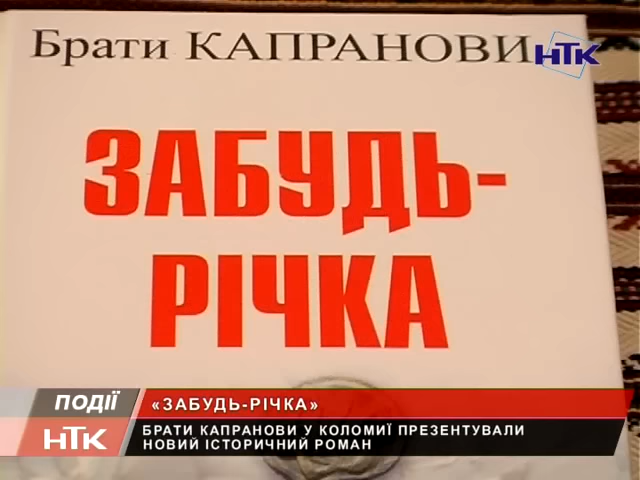 Брати КАПРАНОВИ
НТК
ЗАБУДЬ-
РІЧКА
ПОДІЇ
«ЗАБУДЬ-РІЧКА»
НТК
БРАТИ КАПРАНОВИ У КОЛОМИЇ ПРЕЗЕНТУВАЛИ
НОВИЙ ІСТОРИЧНИЙ РОМАН